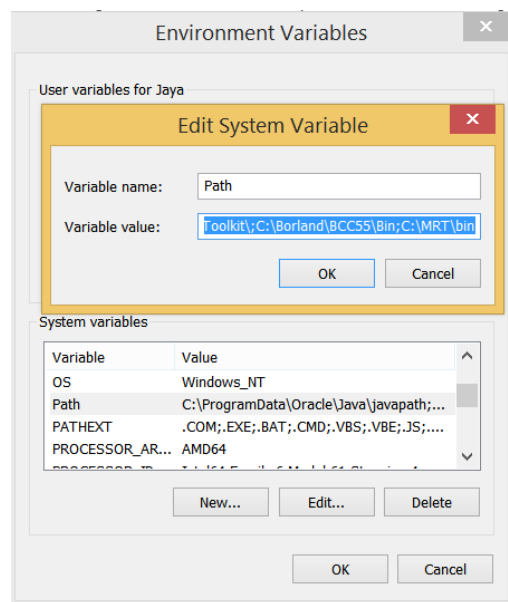 Environment Variables
User variables for Jaya
Edit System Variable
Variable name: Path
Variable value: Toolkit\;C:\Borland\BCC55\Bin;C:\MRT\bin
OK Cancel
System variables
Variable Value
OS Windows_NT
Path C:\ProgramData\Oracle\Java\javapath;...
PATHEXT .COM;.EXE;.BAT;.CMD;.VBS;.VBE;.JS;....
PROCESSOR_AR... AMD64
New... Edit... Delete
OK Cancel